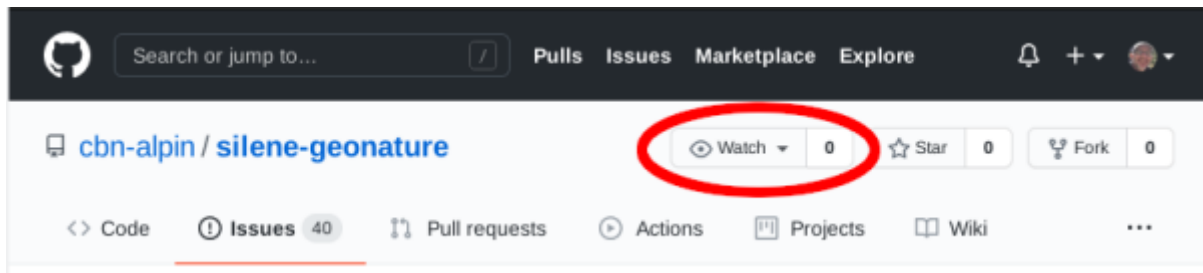 Search or jump to... / Pulls Issues Marketplace Explore
cbn-alpin / silene-geonature Watch 0 Star 0 Fork 0
Code Issues 40 Pull requests Actions Projects Wiki ...